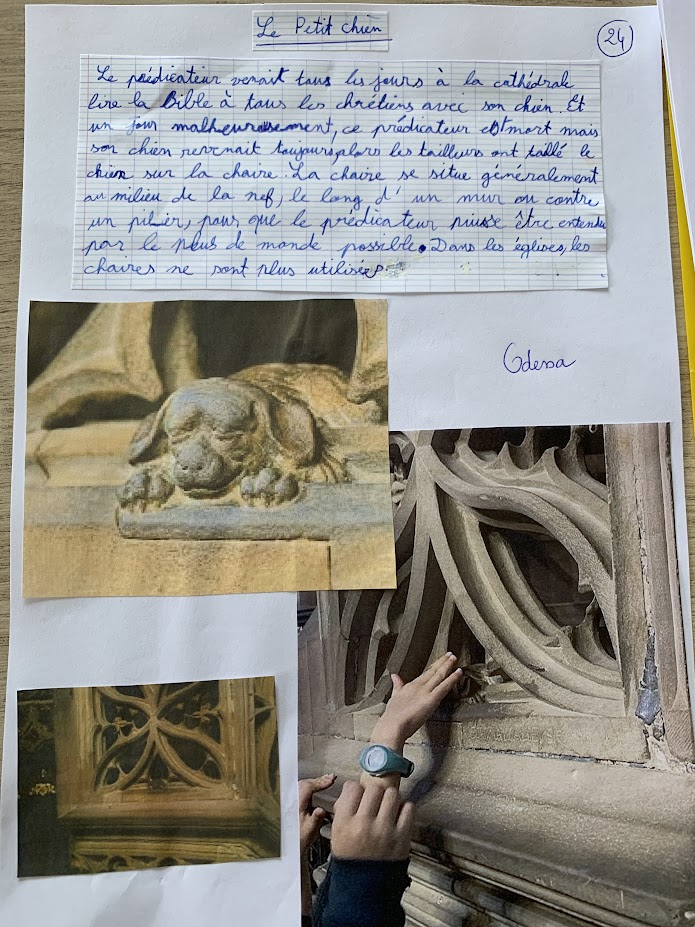 Le Petit chien
24
Le prédicateur venait tous les jours à la cathédrale
lire la Bible à tous les chrétiens avec son chien. Et
un jour malheureusement, ce prédicateur est mort mais
son chien revenait toujours, alors les tailleurs ont taillé le
chien sur la chaire. La chaire se situe généralement
au milieu de la nef, le long d'un mur ou contre
un pilier, pour que le prédicateur puisse être entendu
par le plus de monde possible. Dans les églises, les
chaires ne sont plus utilisées
Odessa